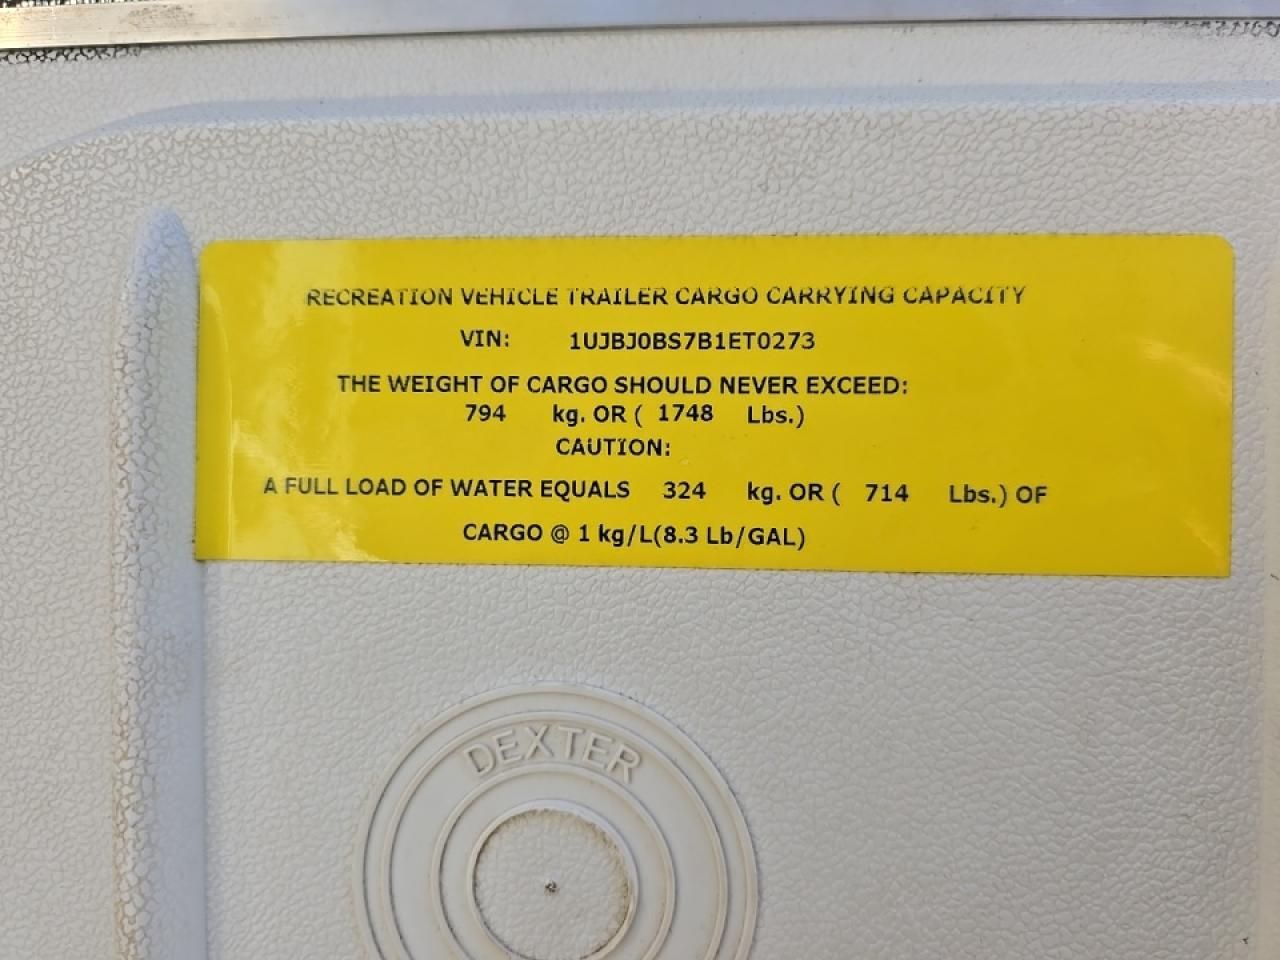 RECREATION VEHICLE TRAILER CARGO CARRYING CAPACITY
VIN: 1UJBJ0BS7B1ET0273
THE WEIGHT OF CARGO SHOULD NEVER EXCEED:
794 kg. OR ( 1748 Lbs.)
CAUTION:
A FULL LOAD OF WATER EQUALS 324 kg. OR ( 714 Lbs.) OF
CARGO @ 1 kg/L(8.3 Lb/GAL)
DEXTER